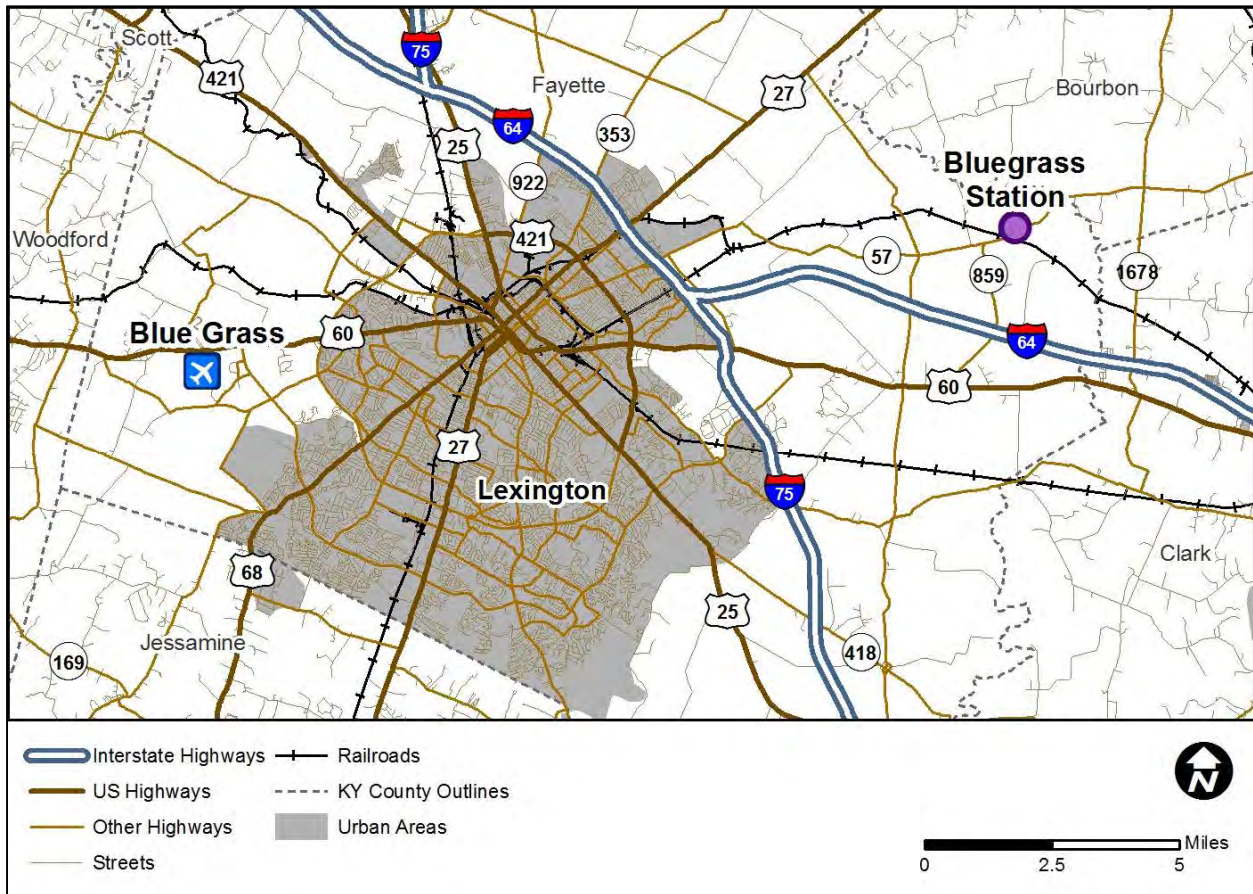 Scott
75
421
Fayette
27
Bourbon
64
353
25
Bluegrass
Station
922
421
Woodford
57
859
1678
Blue Grass
60
64
60
27
Lexington
75
Clark
68
25
Jessamine
169
418
Interstate Highways
Railroads
US Highways
KY County Outlines
Other Highways
Urban Areas
Streets
N
Miles
0
2.5
5